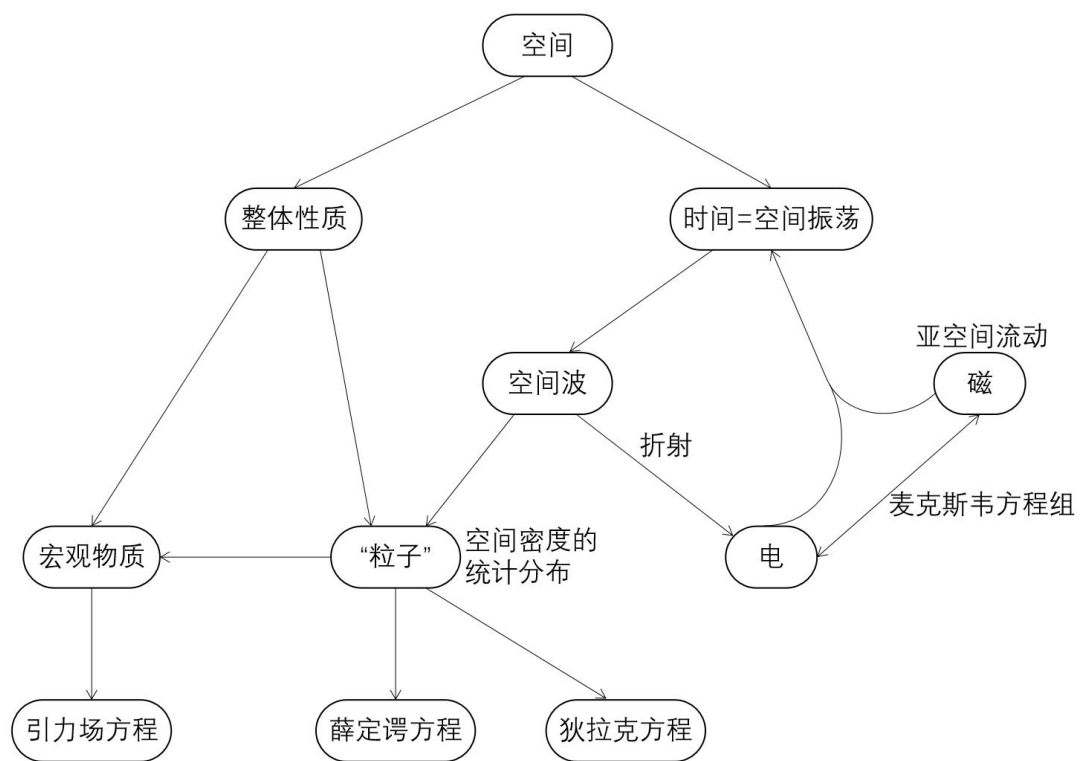 空间
整体性质
时间=空间振荡
亚空间流动
空间波
磁
折射
麦克斯韦方程组
宏观物质
“粒子”
空间密度的
统计分布
电
引力场方程
薛定谔方程
狄拉克方程